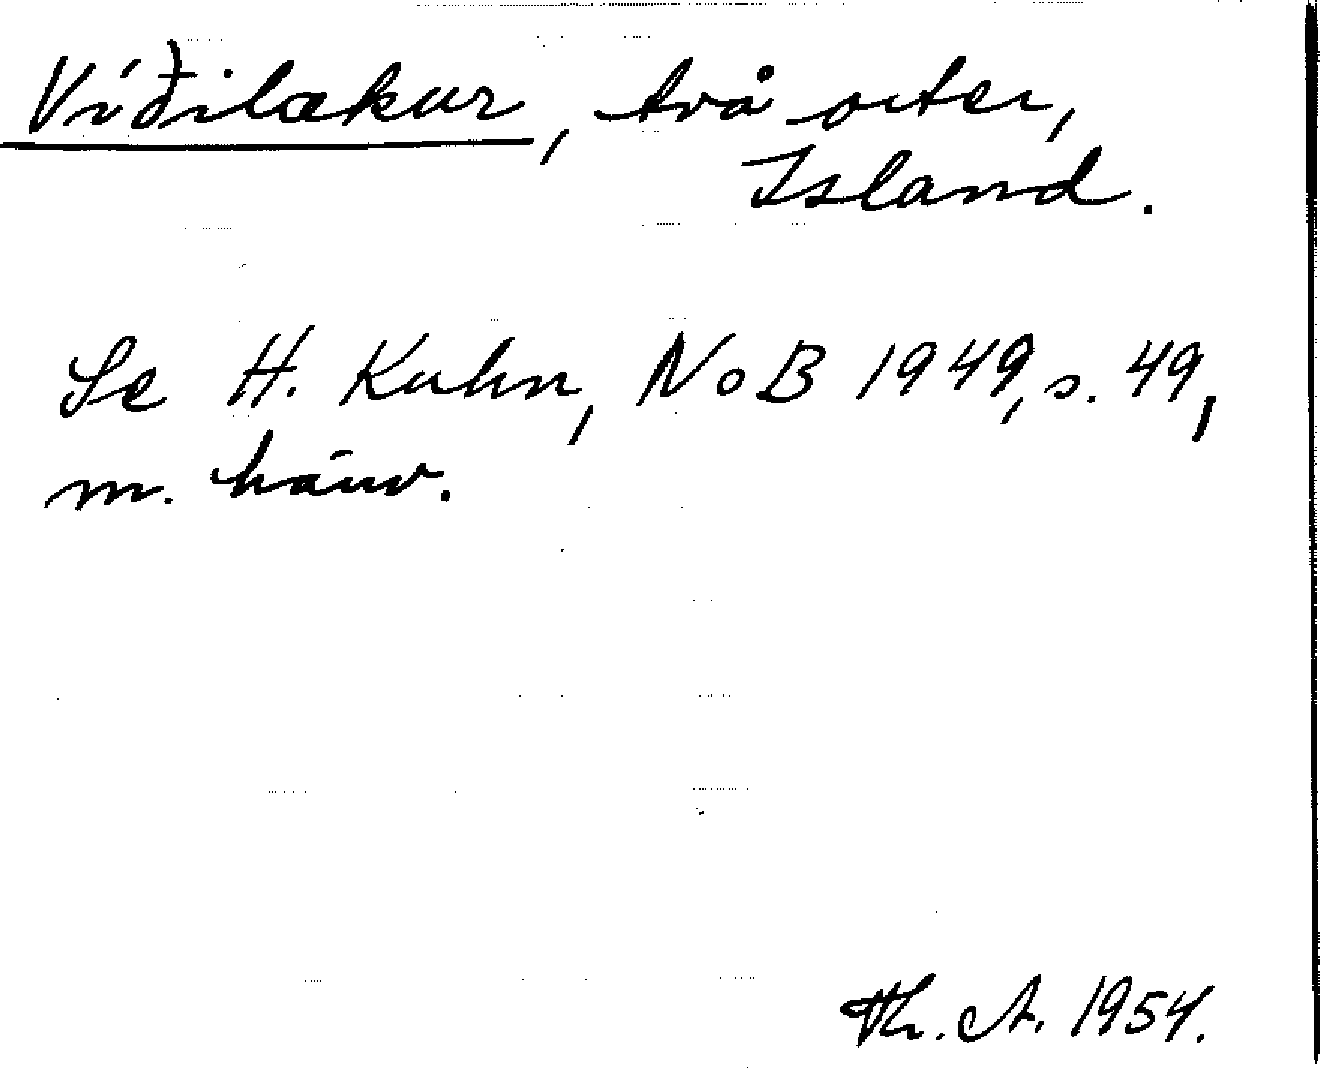 Víðilækur, två orter,
Island.
Se H. Kuhn, NoB 1949, s. 49,
m. hänv.
Th. A. 1954.